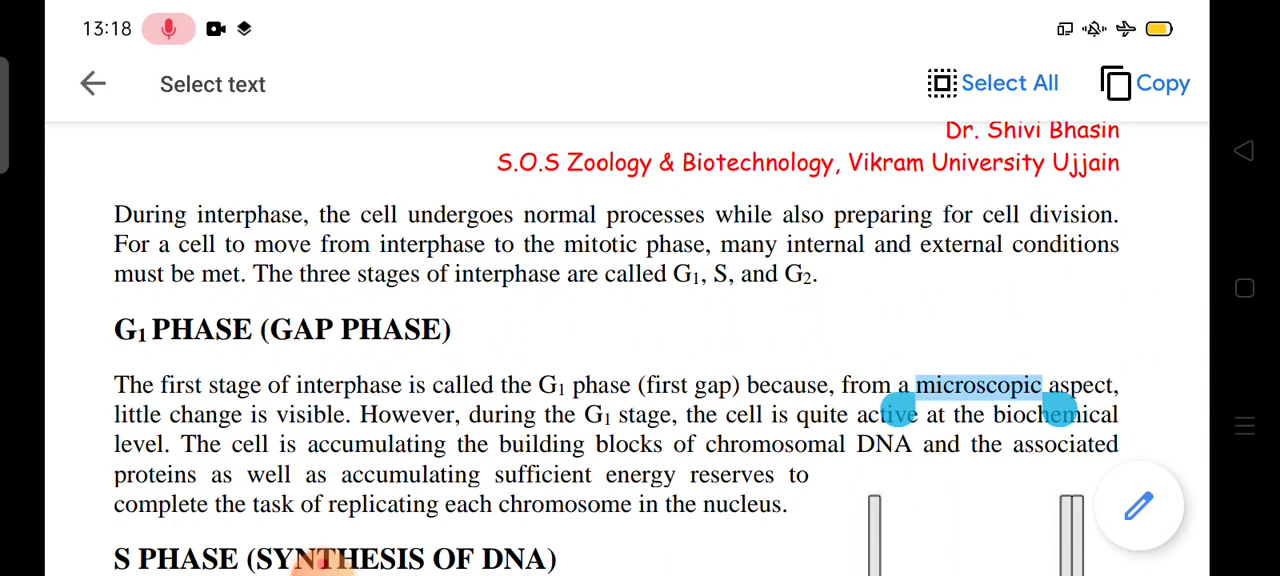 13:18
Select text
Select All
Copy
Dr. Shivi Bhasin
S.O.S Zoology & Biotechnology, Vikram University Ujjain
During interphase, the cell undergoes normal processes while also preparing for cell division.
For a cell to move from interphase to the mitotic phase, many internal and external conditions
must be met. The three stages of interphase are called G₁, S, and G₂.
G₁ PHASE (GAP PHASE)
The first stage of interphase is called the G₁ phase (first gap) because, from a microscopic aspect,
little change is visible. However, during the G₁ stage, the cell is quite active at the biochemical
level. The cell is accumulating the building blocks of chromosomal DNA and the associated
proteins as well as accumulating sufficient energy reserves to
complete the task of replicating each chromosome in the nucleus.
S PHASE (SYNTHESIS OF DNA)